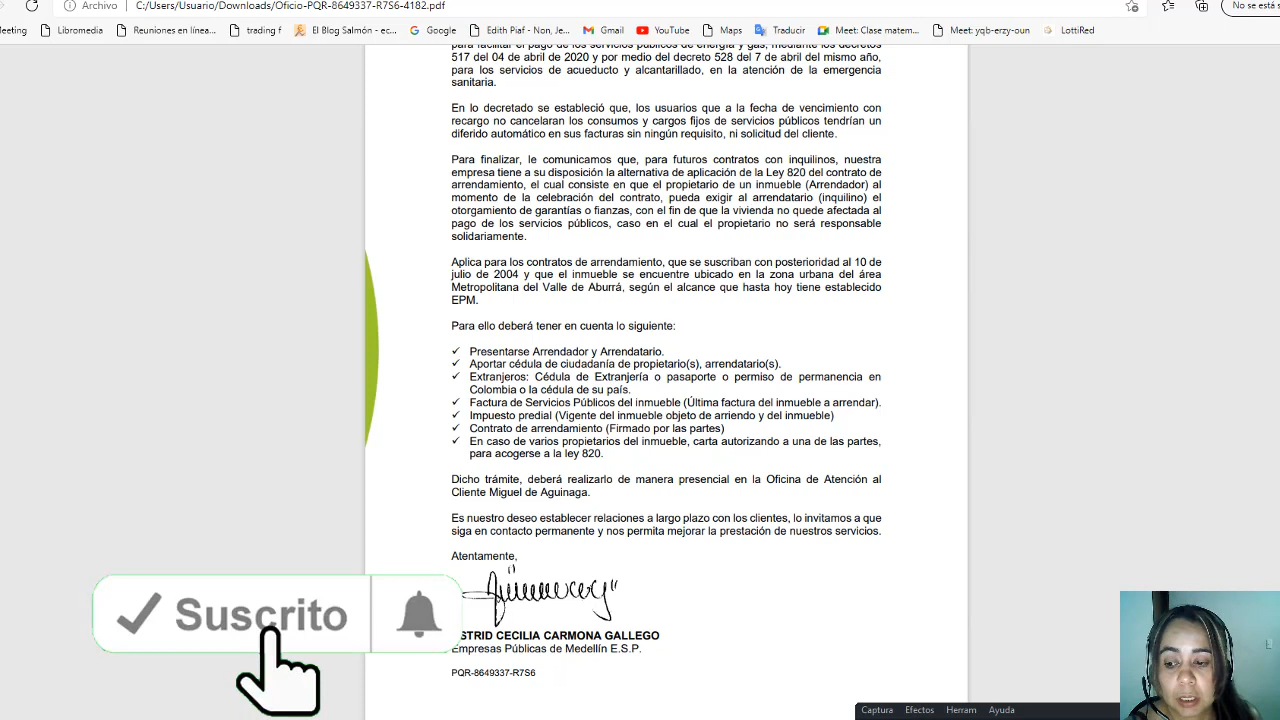 Archivo C:/Users/Usuario/Downloads/Oficio-PQR-8649337-R7S6-4182.pdf No se está s
Meeting Libromedia Reuniones en línea... trading f El Blog Salmón - ec... Google Edith Piaf - Non, Je... Gmail YouTube Traducir Maps Meet: Clase matem... Meet: yqb-erzy-oun LottiRed
para facilitar el pago de los servicios públicos de energía y gas, mediante los decretos
517 del 04 de abril de 2020 y por medio del decreto 528 del 7 de abril del mismo año,
para los servicios de acueducto y alcantarillado, en la atención de la emergencia
sanitaria.
En lo decretado se estableció que, los usuarios que a la fecha de vencimiento con
recargo no cancelaran los consumos y cargos fijos de servicios públicos tendrían un
diferido automático en sus facturas sin ningún requisito, ni solicitud del cliente.
Para finalizar, le comunicamos que, para futuros contratos con inquilinos, nuestra
empresa tiene a su disposición la alternativa de aplicación de la Ley 820 del contrato de
arrendamiento, el cual consiste en que el propietario de un inmueble (Arrendador) al
momento de la celebración del contrato, pueda exigir al arrendatario (inquilino) el
otorgamiento de garantías o fianzas, con el fin de que la vivienda no quede afectada al
pago de los servicios públicos, caso en el cual el propietario no será responsable
solidariamente.
Aplica para los contratos de arrendamiento, que se suscriban con posterioridad al 10 de
julio de 2004 y que el inmueble se encuentre ubicado en la zona urbana del área
Metropolitana del Valle de Aburrá, según el alcance que hasta hoy tiene establecido
EPM.
Para ello deberá tener en cuenta lo siguiente:
✓ Presentarse Arrendador y Arrendatario.
✓ Aportar cédula de ciudadanía de propietario(s), arrendatario(s).
✓ Extranjeros: Cédula de Extranjería o pasaporte o permiso de permanencia en
Colombia o la cédula de su país.
✓ Factura de Servicios Públicos del inmueble (Última factura del inmueble a arrendar).
✓ Impuesto predial (Vigente del inmueble objeto de arriendo y del inmueble)
✓ Contrato de arrendamiento (Firmado por las partes)
✓ En caso de varios propietarios del inmueble, carta autorizando a una de las partes,
para acogerse a la ley 820.
Dicho trámite, deberá realizarlo de manera presencial en la Oficina de Atención al
Cliente Miguel de Aguinaga.
Es nuestro deseo establecer relaciones a largo plazo con los clientes, lo invitamos a que
siga en contacto permanente y nos permita mejorar la prestación de nuestros servicios.
Atentamente,
Suscrito
STRID CECILIA CARMONA GALLEGO
Empresas Públicas de Medellín E.S.P.
PQR-8649337-R7S6
Captura Efectos Herram Ayuda